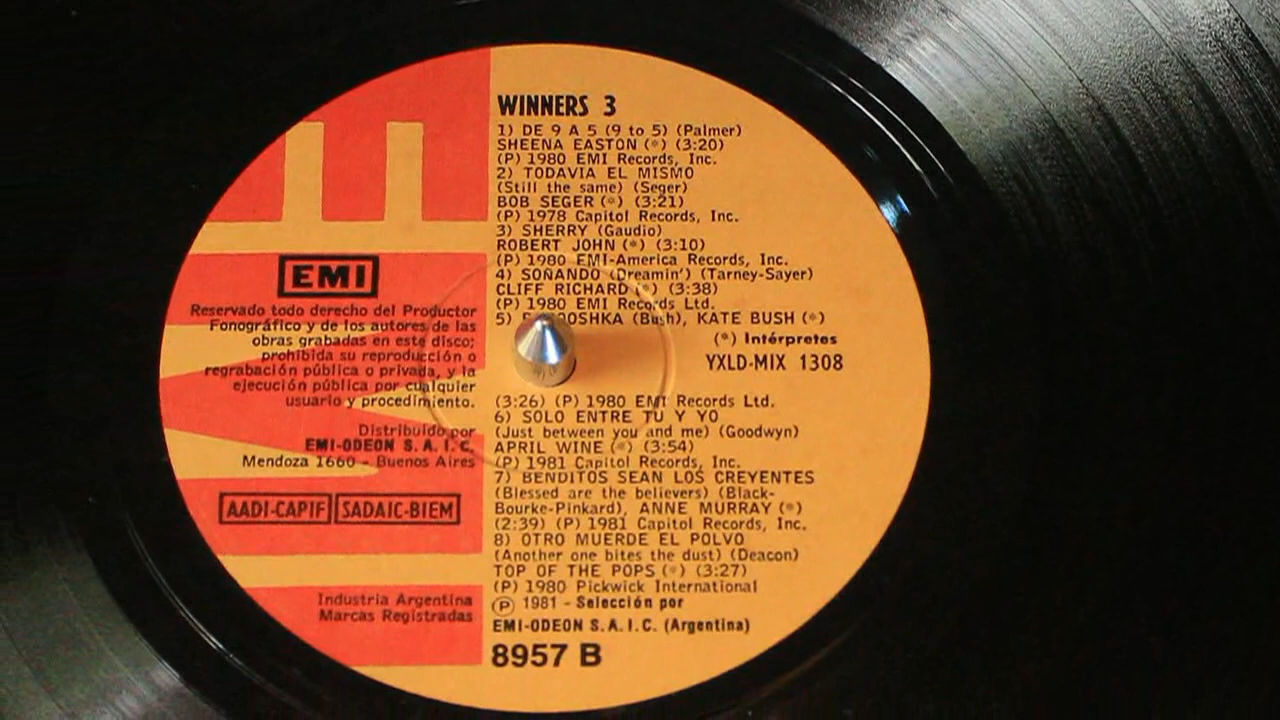 WINNERS 3
1) DE 9 A 5 (9 to 5) (Palmer)
SHEENA EASTON (*) (3:20)
(P) 1980 EMI Records, Inc.
2) TODAVIA EL MISMO
(Still the same) (Seger)
BOB SEGER (*) (3:21)
(P) 1978 Capitol Records, Inc.
3) SHERRY (Gaudio)
ROBERT JOHN (*) (3:10)
(P) 1980 EMI-America Records, Inc.
4) SOÑANDO (Dreamin') (Tarney-Sayer)
CLIFF RICHARD (*) (3:38)
(P) 1980 EMI Records Ltd.
5) (Bush), KATE BUSH (*)
(*) Intérpretes
YXLD-MIX 1308
(3:26) (P) 1980 EMI Records Ltd.
6) SOLO ENTRE TU Y YO
(Just between you and me) (Goodwyn)
APRIL WINE (*) (3:54)
(P) 1981 Capitol Records, Inc.
7) BENDITOS SEAN LOS CREYENTES
(Blessed are the believers) (Black-
Bourke-Pinkard), ANNE MURRAY (*)
(2:39) (P) 1981 Capitol Records, Inc.
8) OTRO MUERDE EL POLVO
(Another one bites the dust) (Deacon)
TOP OF THE POPS (*) (3:27)
(P) 1980 Pickwick International
Ⓟ 1981 - Selección por
EMI-ODEON S.A.I.C. (Argentina)
8957 B
EMI
EMI
Reservado todo derecho del Productor
Fonográfico y de los autores de las
obras grabadas en este disco;
prohibida su reproducción o
regrabación pública o privada, y la
ejecución pública por cualquier
usuario y procedimiento.
Distribuido por
EMI-ODEON S.A.I.C.
Mendoza 1660 - Buenos Aires
AADI-CAPIF SADAIC-BIEM
Industria Argentina
Marcas Registradas